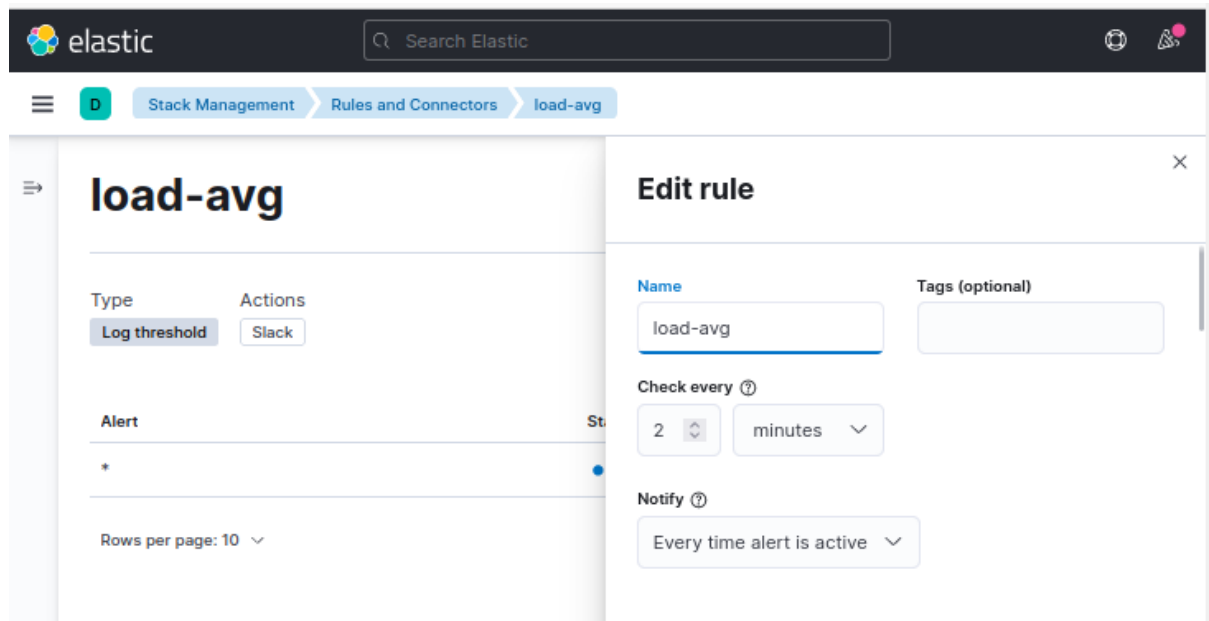 elastic
Search Elastic
D
Stack Management
Rules and Connectors
load-avg
load-avg
Type
Actions
Log threshold
Slack
Alert
*
Rows per page: 10
Edit rule
Name
Tags (optional)
load-avg
Check every
2
minutes
Notify
Every time alert is active